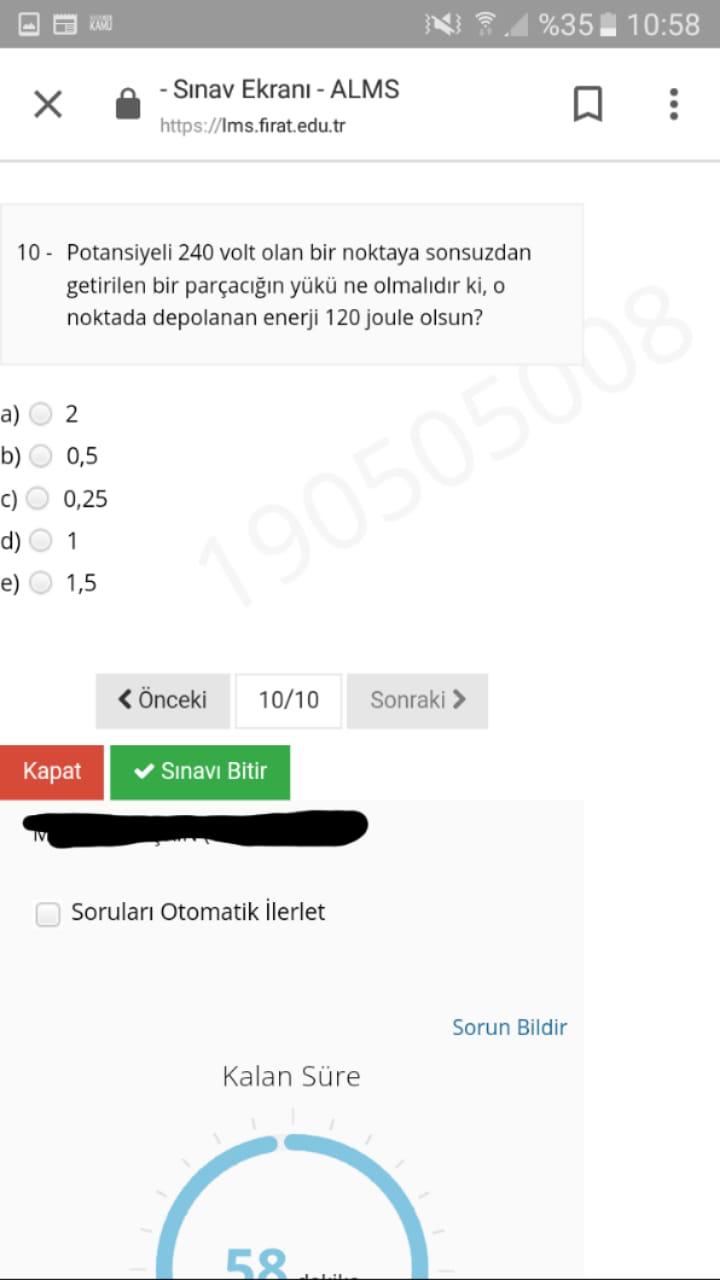 KAMU
%35 10:58
- Sınav Ekranı - ALMS
https://lms.firat.edu.tr
10 - Potansiyeli 240 volt olan bir noktaya sonsuzdan
getirilen bir parçacığın yükü ne olmalıdır ki, o
noktada depolanan enerji 120 joule olsun?
190505008
a) 2
b) 0,5
c) 0,25
d) 1
e) 1,5
Önceki 10/10 Sonraki
Kapat Sınavı Bitir
Soruları Otomatik İlerlet
Sorun Bildir
Kalan Süre
58 dakika